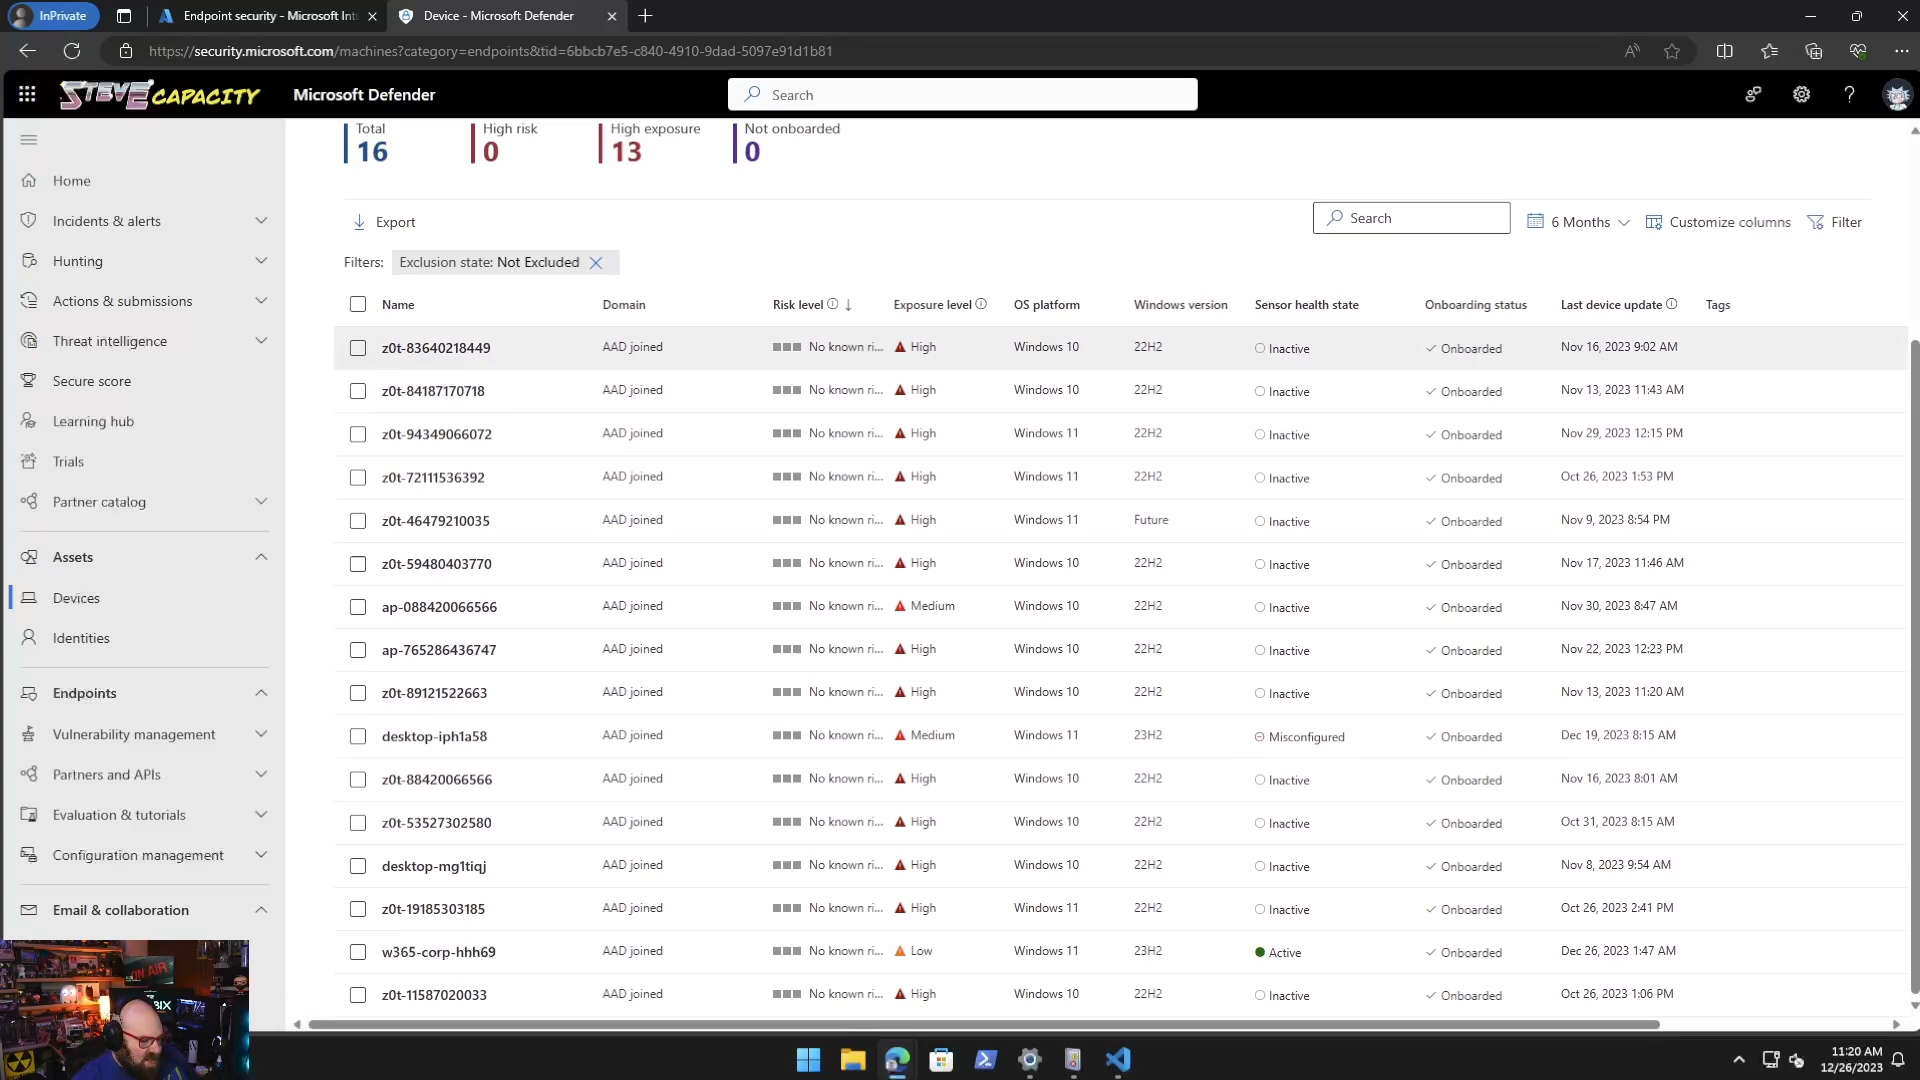 InPrivate
Endpoint security - Microsoft Int
Device - Microsoft Defender
https://security.microsoft.com/machines?category=endpoints&tid=6bbcb7e5-c840-4910-9dad-5097e91d1b81
STEVECAPACITY
Microsoft Defender
Search
Total
16
High risk
0
High exposure
13
Not onboarded
0
Home
Incidents & alerts
Hunting
Actions & submissions
Threat intelligence
Secure score
Learning hub
Trials
Partner catalog
Assets
Devices
Identities
Endpoints
Vulnerability management
Partners and APIs
Evaluation & tutorials
Configuration management
Email & collaboration
Export
Search
6 Months
Customize columns
Filter
Filters: Exclusion state: Not Excluded
Name Domain Risk level Exposure level OS platform Windows version Sensor health state Onboarding status Last device update Tags
z0t-83640218449 AAD joined No known ri... High Windows 10 22H2 Inactive Onboarded Nov 16, 2023 9:02 AM
z0t-84187170718 AAD joined No known ri... High Windows 10 22H2 Inactive Onboarded Nov 13, 2023 11:43 AM
z0t-94349066072 AAD joined No known ri... High Windows 11 22H2 Inactive Onboarded Nov 29, 2023 12:15 PM
z0t-72111536392 AAD joined No known ri... High Windows 11 22H2 Inactive Onboarded Oct 26, 2023 1:53 PM
z0t-46479210035 AAD joined No known ri... High Windows 11 Future Inactive Onboarded Nov 9, 2023 8:54 PM
z0t-59480403770 AAD joined No known ri... High Windows 10 22H2 Inactive Onboarded Nov 17, 2023 11:46 AM
ap-088420066566 AAD joined No known ri... Medium Windows 10 22H2 Inactive Onboarded Nov 30, 2023 8:47 AM
ap-765286436747 AAD joined No known ri... High Windows 10 22H2 Inactive Onboarded Nov 22, 2023 12:23 PM
z0t-89121522663 AAD joined No known ri... High Windows 10 22H2 Inactive Onboarded Nov 13, 2023 11:20 AM
desktop-iph1a58 AAD joined No known ri... Medium Windows 11 23H2 Misconfigured Onboarded Dec 19, 2023 8:15 AM
z0t-88420066566 AAD joined No known ri... High Windows 10 22H2 Inactive Onboarded Nov 16, 2023 8:01 AM
z0t-53527302580 AAD joined No known ri... High Windows 10 22H2 Inactive Onboarded Oct 31, 2023 8:15 AM
desktop-mg1tiqj AAD joined No known ri... High Windows 10 22H2 Inactive Onboarded Nov 8, 2023 9:54 AM
z0t-19185303185 AAD joined No known ri... High Windows 11 22H2 Inactive Onboarded Oct 26, 2023 2:41 PM
w365-corp-hhh69 AAD joined No known ri... Low Windows 11 23H2 Active Onboarded Dec 26, 2023 1:47 AM
z0t-11587020033 AAD joined No known ri... High Windows 10 22H2 Inactive Onboarded Oct 26, 2023 1:06 PM
ON AIR
11:20 AM
12/26/2023